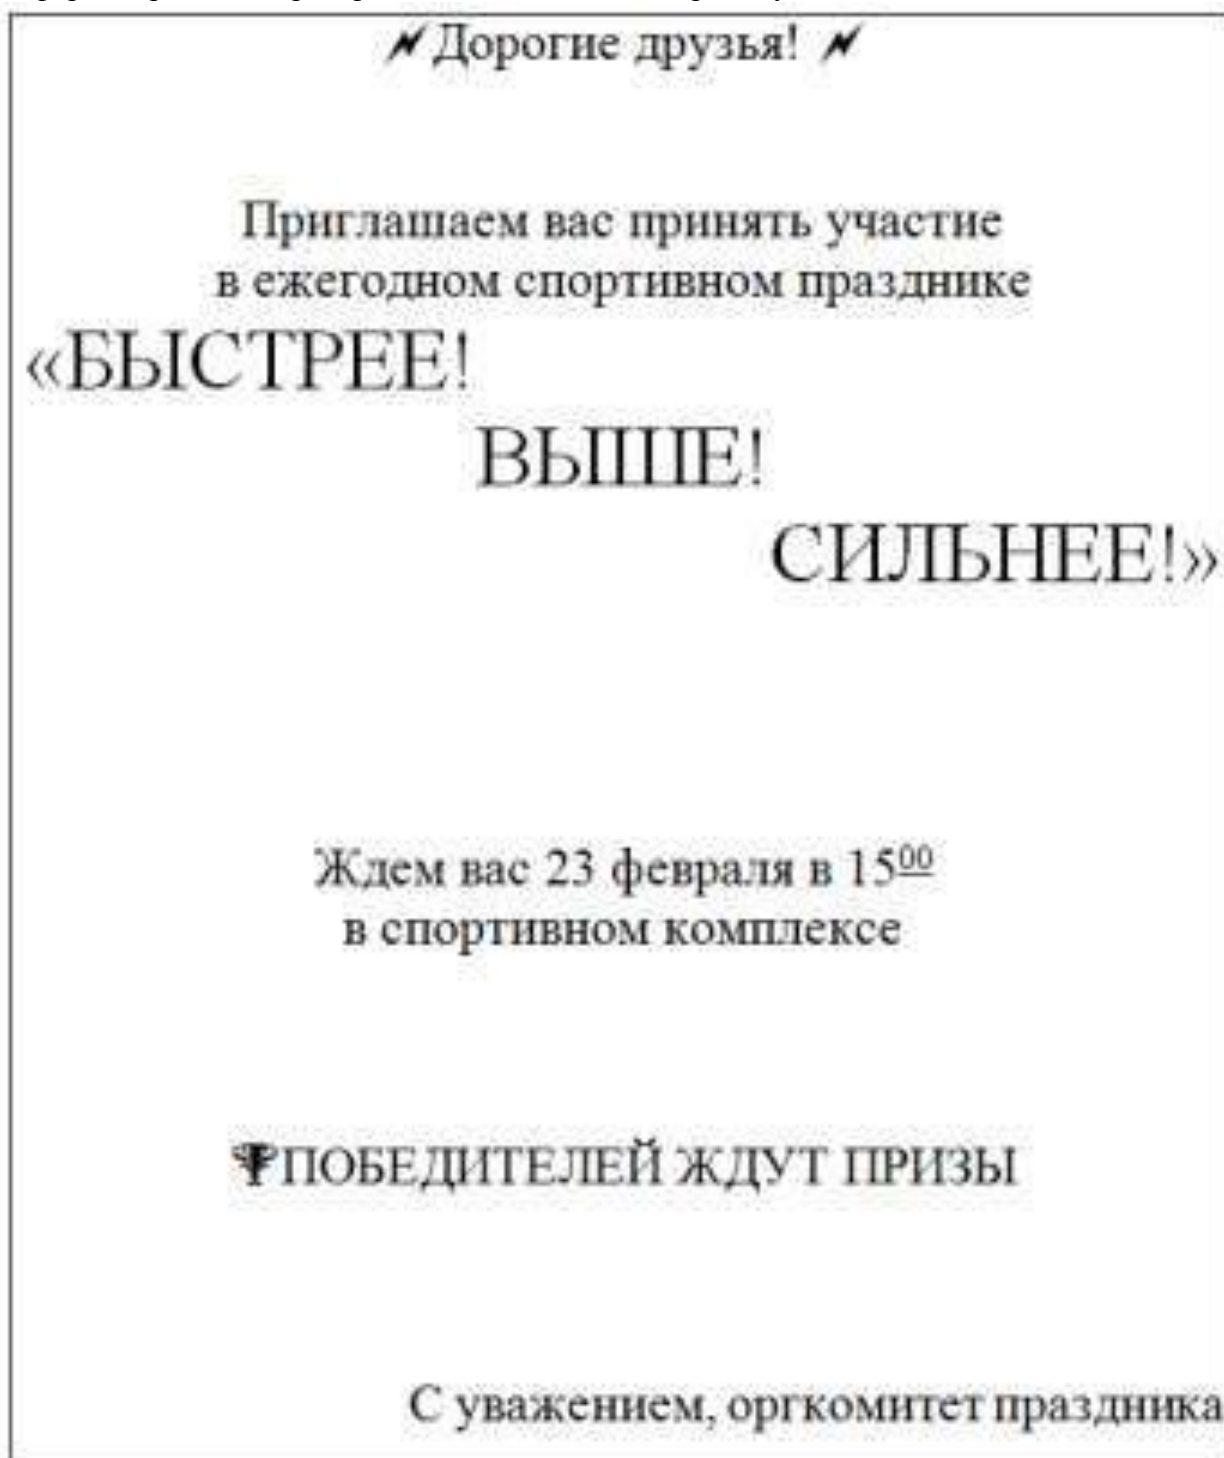 Дорогие друзья!
Приглашаем вас принять участие
в ежегодном спортивном празднике
«БЫСТРЕЕ!
ВЫШЕ!
СИЛЬНЕЕ!»
Ждем вас 23 февраля в 15⁰⁰
в спортивном комплексе
ПОБЕДИТЕЛЕЙ ЖДУТ ПРИЗЫ
С уважением, оргкомитет праздника